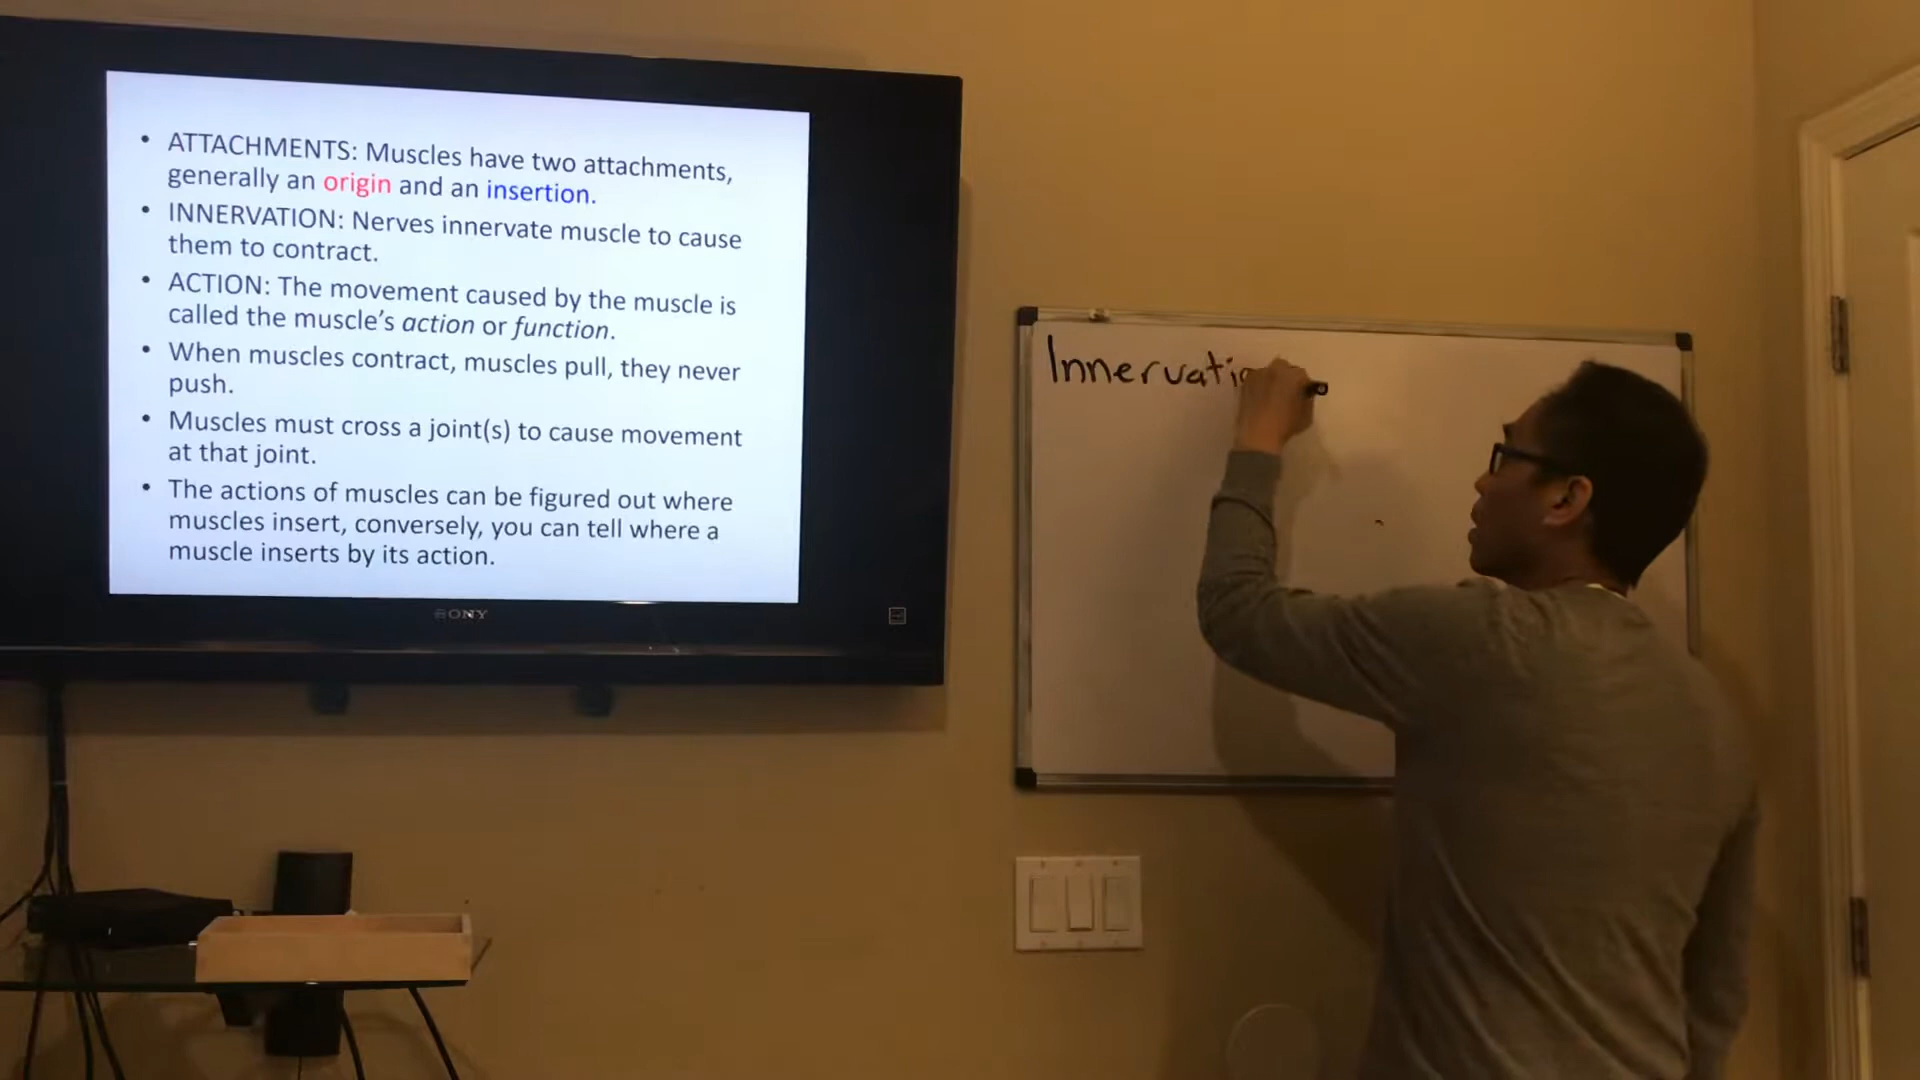 • ATTACHMENTS: Muscles have two attachments,
generally an origin and an insertion.
• INNERVATION: Nerves innervate muscle to cause
them to contract.
• ACTION: The movement caused by the muscle is
called the muscle’s action or function.
• When muscles contract, muscles pull, they never
push.
• Muscles must cross a joint(s) to cause movement
at that joint.
• The actions of muscles can be figured out where
muscles insert, conversely, you can tell where a
muscle inserts by its action.
SONY
Innervatio